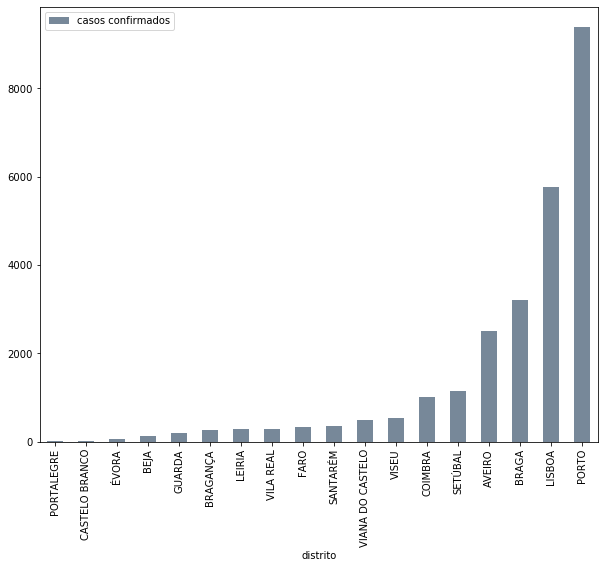 casos confirmados
8000
6000
4000
2000
0
PORTALEGRE
CASTELO BRANCO
ÉVORA
BEJA
GUARDA
BRAGANÇA
LEIRIA
VILA REAL
FARO
SANTARÉM
VIANA DO CASTELO
VISEU
COIMBRA
SETÚBAL
AVEIRO
BRAGA
LISBOA
PORTO
distrito